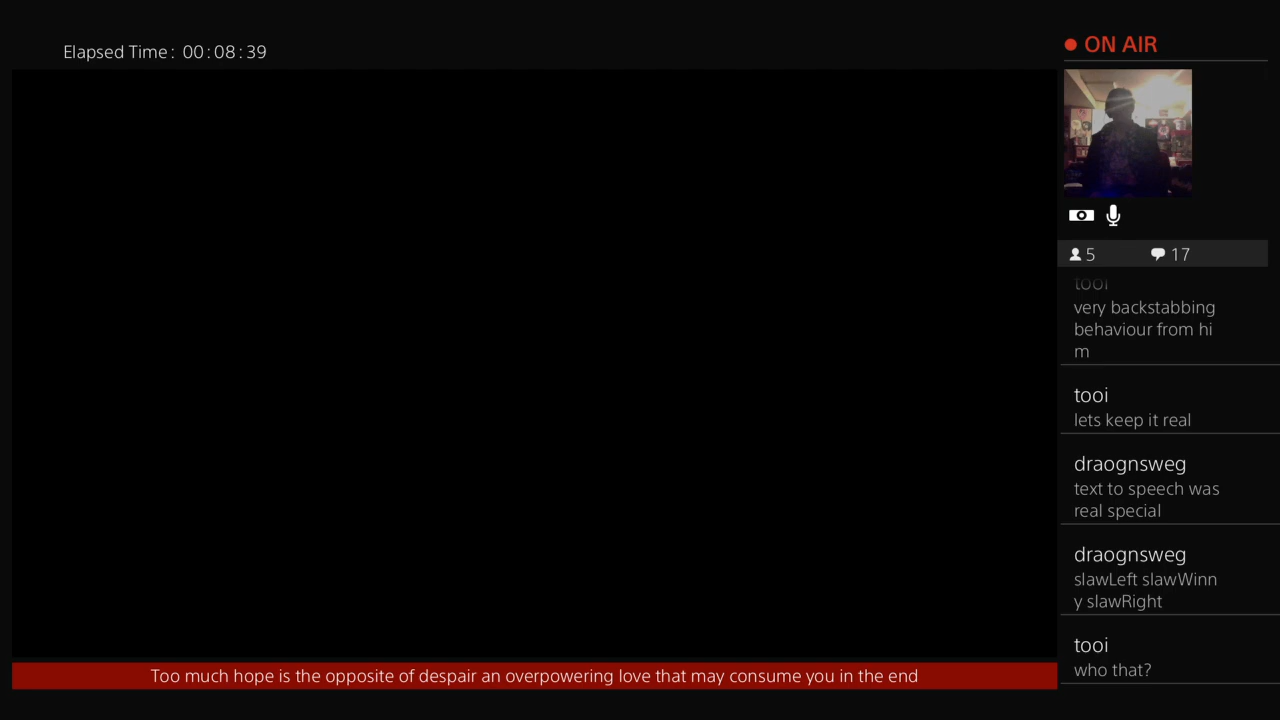 Elapsed Time: 00:08:39
ON AIR
5 17
tooi
very backstabbing
behaviour from hi
m
tooi
lets keep it real
draognsweg
text to speech was
real special
draognsweg
slawLeft slawWinn
y slawRight
tooi
who that?
Too much hope is the opposite of despair an overpowering love that may consume you in the end